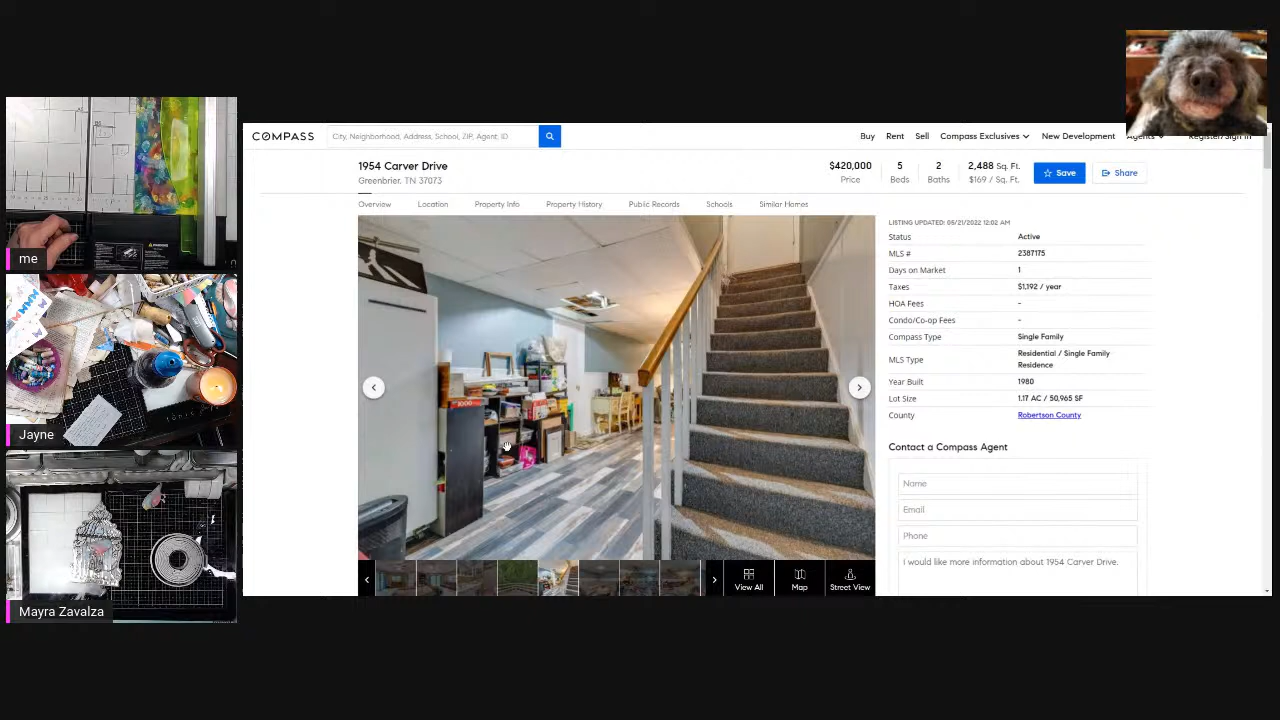 me
Jayne
Mayra Zavalza
COMPASS
City, Neighborhood, Address, School, ZIP, Agent, ID
Buy Rent Sell Compass Exclusives New Development Agents Register/Sign In
1954 Carver Drive
Greenbrier, TN 37073
$420,000
Price
5
Beds
2
Baths
2,488 Sq. Ft.
$169 / Sq. Ft.
Save
Share
Overview Location Property Info Property History Public Records Schools Similar Homes
LISTING UPDATED: 05/21/2022 12:02 AM
Status Active
MLS # 2387175
Days on Market 1
Taxes $1,192 / year
HOA Fees -
Condo/Co-op Fees -
Compass Type Single Family
MLS Type Residential / Single Family
Residence
Year Built 1980
Lot Size 1.17 AC / 50,965 SF
County Robertson County
Contact a Compass Agent
Name
Email
Phone
I would like more information about 1954 Carver Drive.
View All
Map
Street View